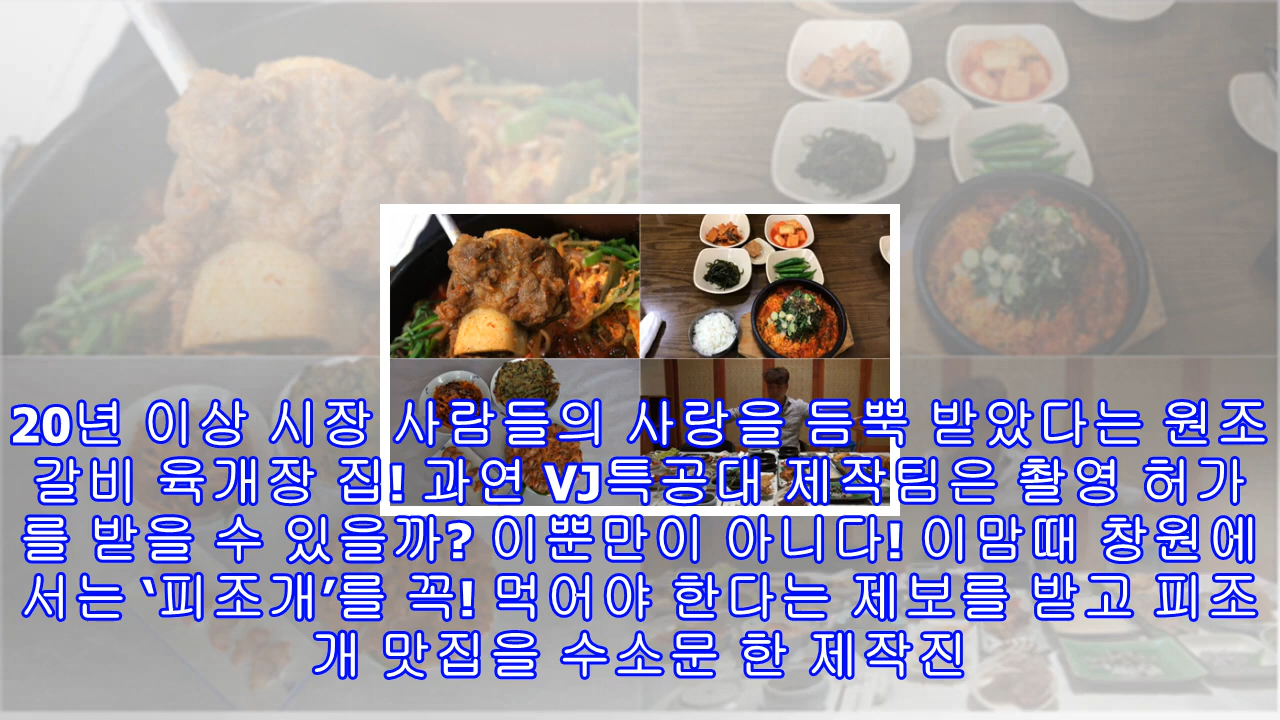 20년 이상 시장 사람들의 사랑을 듬뿍 받았다는 원조
갈비 육개장 집! 과연 VJ특공대 제작팀은 촬영 허가
를 받을 수 있을까? 이뿐만이 아니다! 이맘때 창원에
서는 ‘피조개’를 꼭! 먹어야 한다는 제보를 받고 피조
개 맛집을 수소문 한 제작진